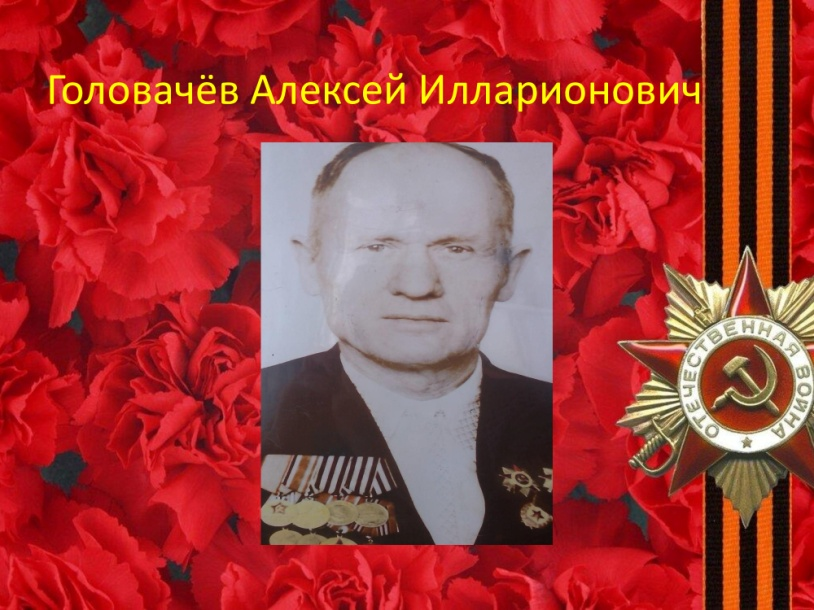 Головачёв Алексей Илларионович
ОТЕЧЕСТВЕННАЯ ВОЙНА